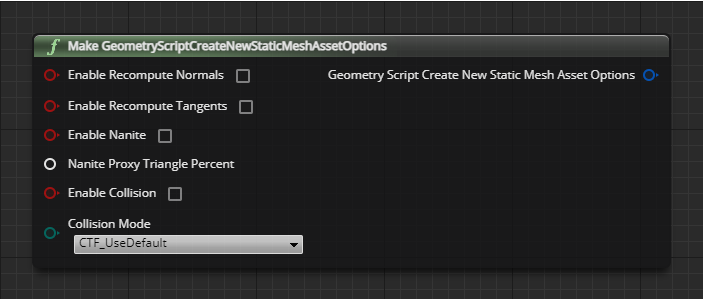 f Make GeometryScriptCreateNewStaticMeshAssetOptions
Enable Recompute Normals
Geometry Script Create New Static Mesh Asset Options
Enable Recompute Tangents
Enable Nanite
Nanite Proxy Triangle Percent
Enable Collision
Collision Mode
CTF_UseDefault